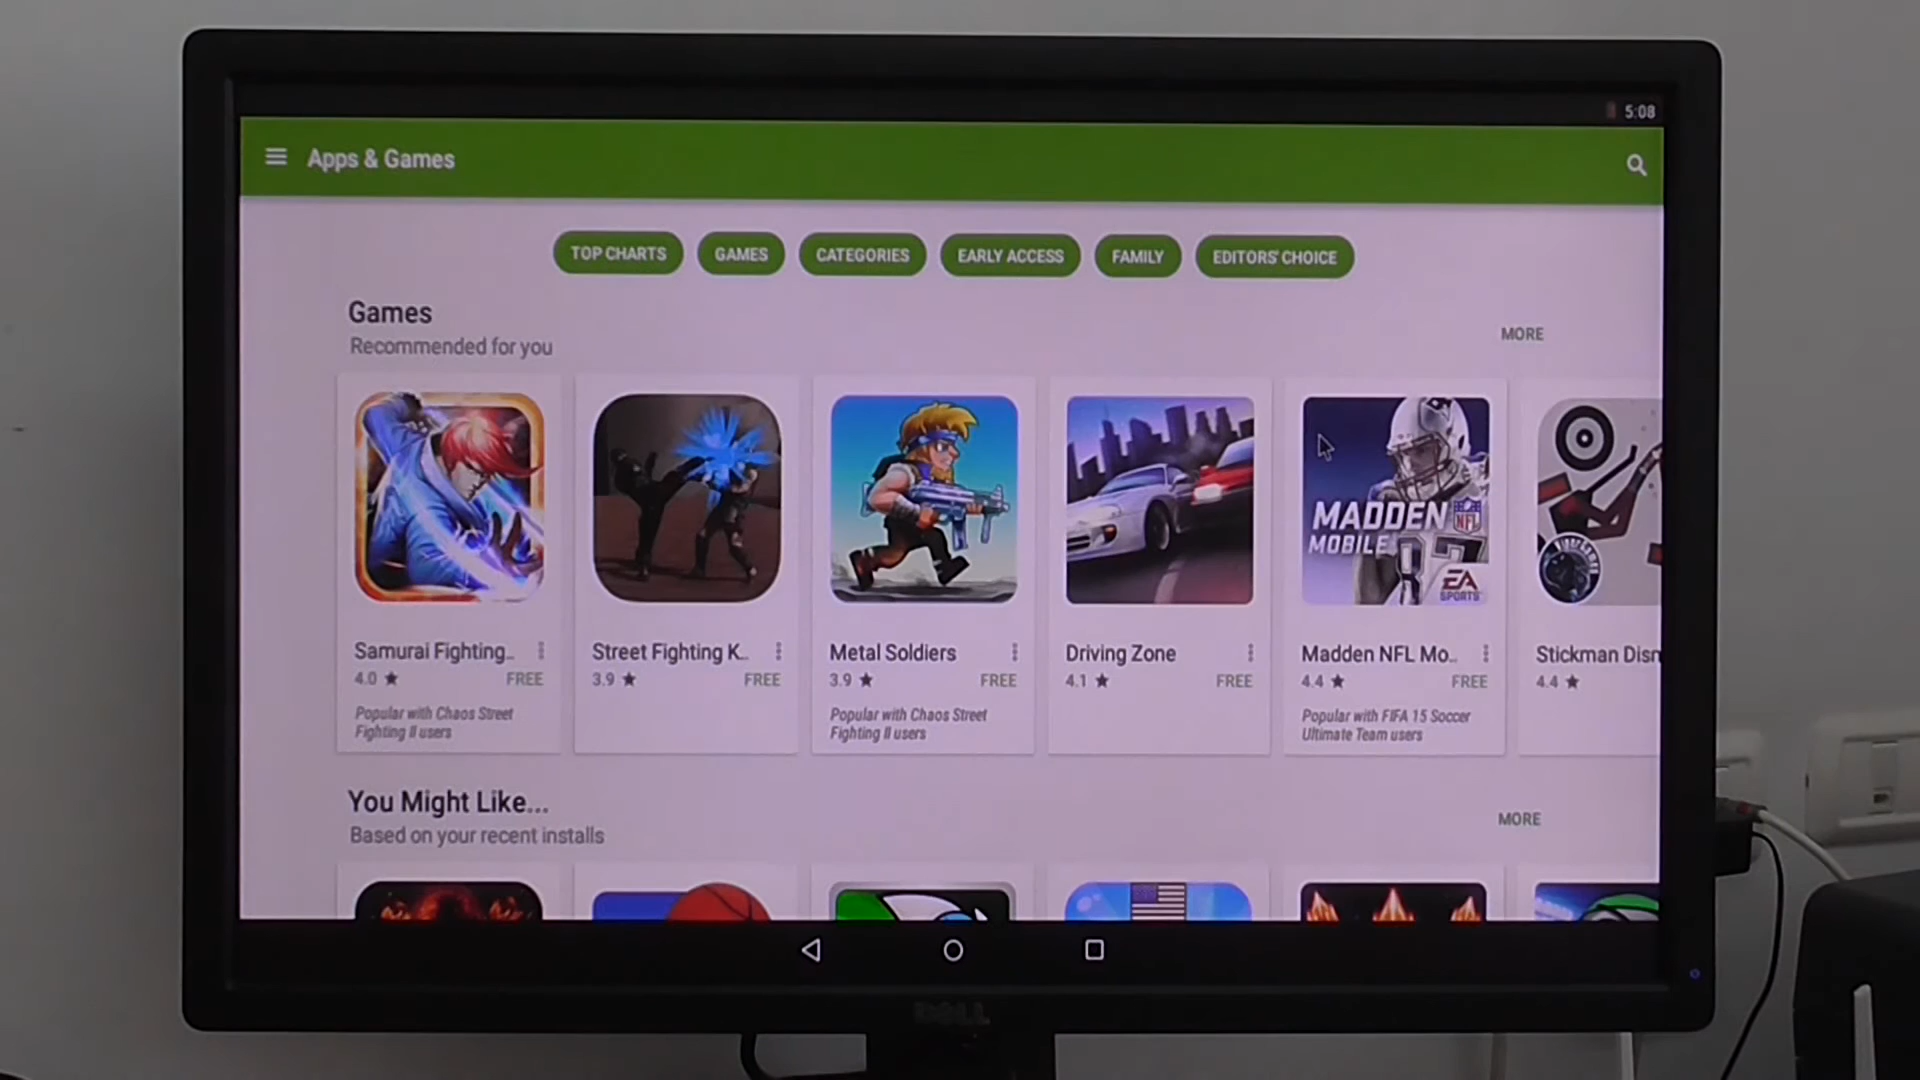 5:08
Apps & Games
TOP CHARTS
GAMES
CATEGORIES
EARLY ACCESS
FAMILY
EDITORS' CHOICE
Games
Recommended for you
MORE
MADDEN
NFL
MOBILE
87
EA
SPORTS
Samurai Fighting..
4.0 ★ FREE
Popular with Chaos Street
Fighting II users
Street Fighting K..
3.9 ★ FREE
Metal Soldiers
3.9 ★ FREE
Popular with Chaos Street
Fighting II users
Driving Zone
4.1 ★ FREE
Madden NFL Mo..
4.4 ★ FREE
Popular with FIFA 15 Soccer
Ultimate Team users
Stickman Dism
4.4 ★
You Might Like...
Based on your recent installs
MORE
DELL